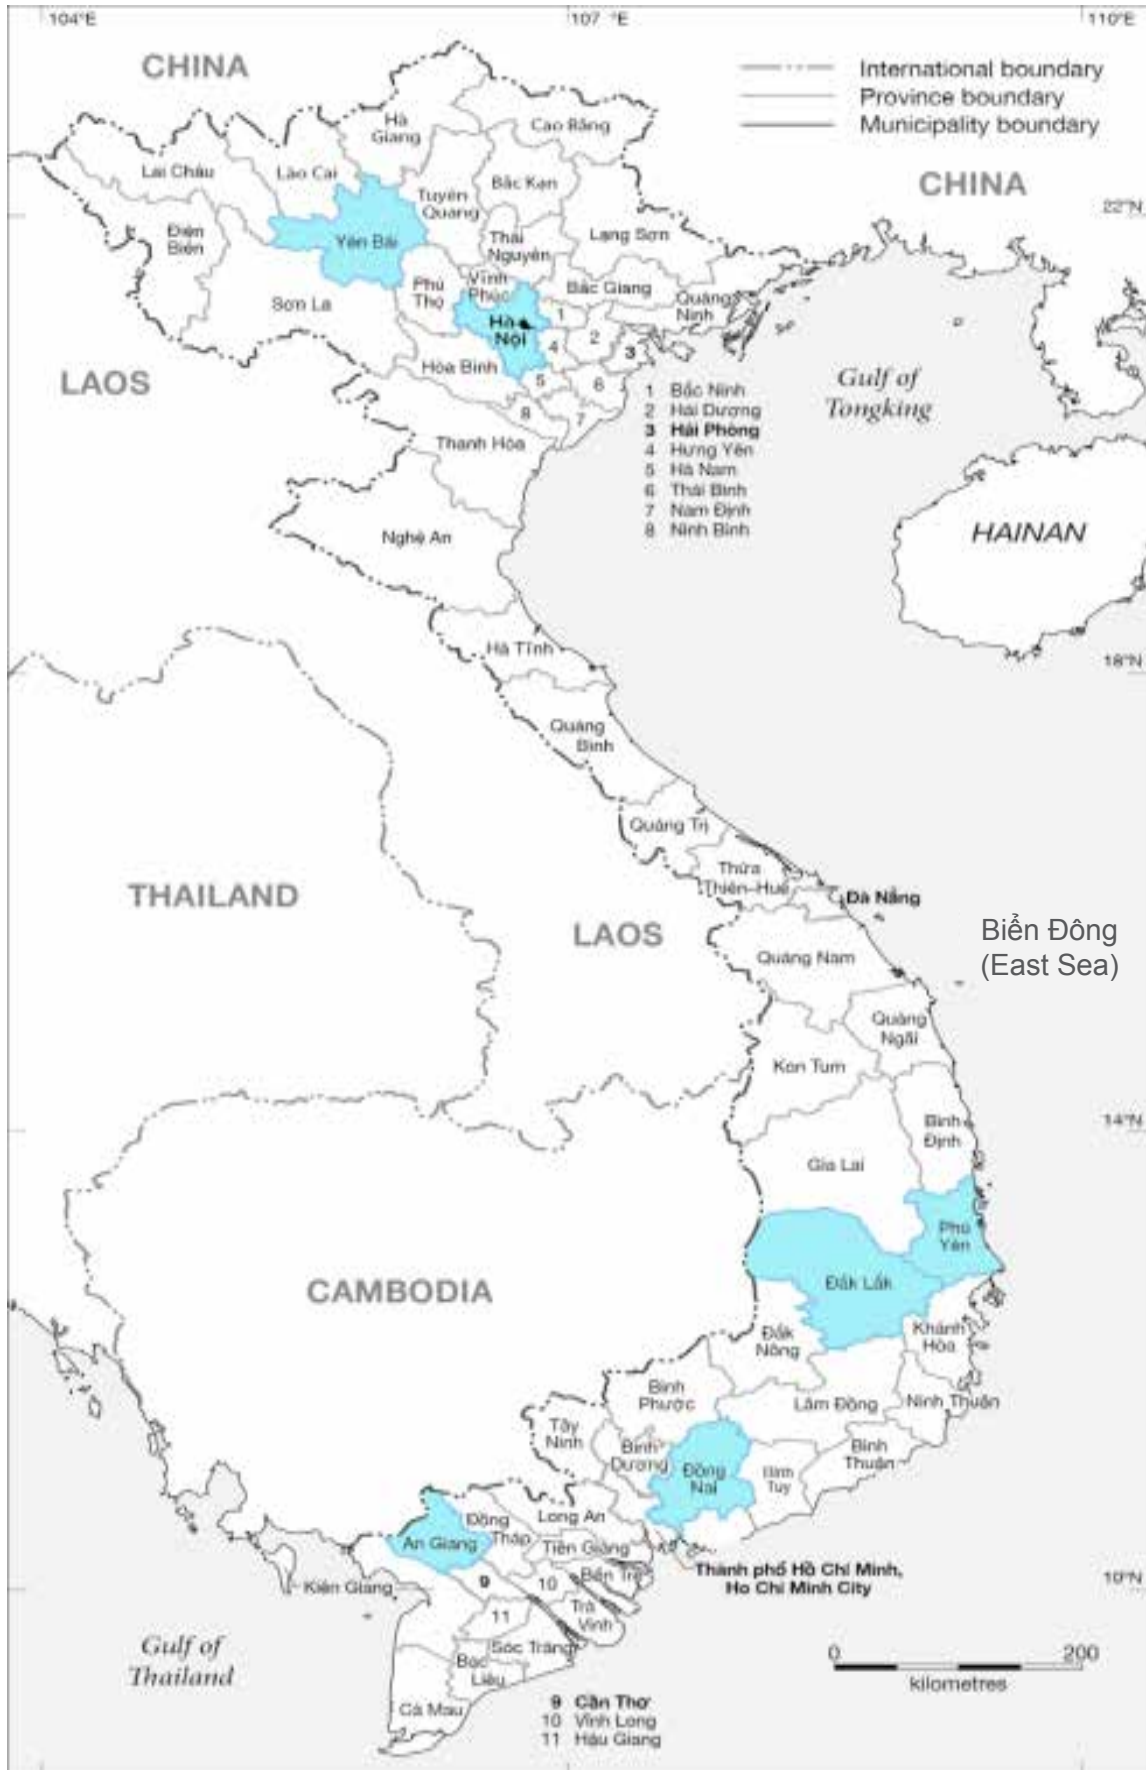 104°E
107 °E
110°E
CHINA
International boundary
Province boundary
Municipality boundary
Hà
Giang
Cao Bằng
Lai Châu
Lào Cai
Bắc Kạn
CHINA
Tuyên
Quang
22°N
Điện
Biên
Yên Bái
Thái
Nguyên
Lạng Sơn
Phú
Thọ
Vĩnh
Phúc
Bắc Giang
Quảng
Ninh
Sơn La
Hà
Nội
1
2
3
4
Hòa Bình
5
6
7
8
LAOS
Gulf of
Tongking
1 Bắc Ninh
2 Hải Dương
3 Hải Phòng
4 Hưng Yên
5 Hà Nam
6 Thái Bình
7 Nam Định
8 Ninh Bình
Thanh Hóa
Nghệ An
HAINAN
Hà Tĩnh
18°N
Quảng
Bình
Quảng Trị
Thừa
Thiên-Huế
Đà Nẵng
THAILAND
LAOS
Biển Đông
(East Sea)
Quảng Nam
Quảng
Ngãi
Kon Tum
14°N
Bình
Định
Gia Lai
Phú
Yên
CAMBODIA
Đắk Lắk
Đắk
Nông
Khánh
Hòa
Bình
Phước
Lâm Đồng
Ninh Thuận
Tây
Ninh
Bình
Dương
Đồng
Nai
Tuy
Bình
Thuận
Long An
Đồng
Tháp
An Giang
Tiền Giang
Bến Tre
Thành phố Hồ Chí Minh,
Ho Chi Minh City
10°N
Kiên Giang
9
10
11
Trà
Vinh
Sóc Trăng
Bạc
Liêu
Cà Mau
Gulf of
Thailand
0
200
kilometres
9 Cần Thơ
10 Vĩnh Long
11 Hậu Giang